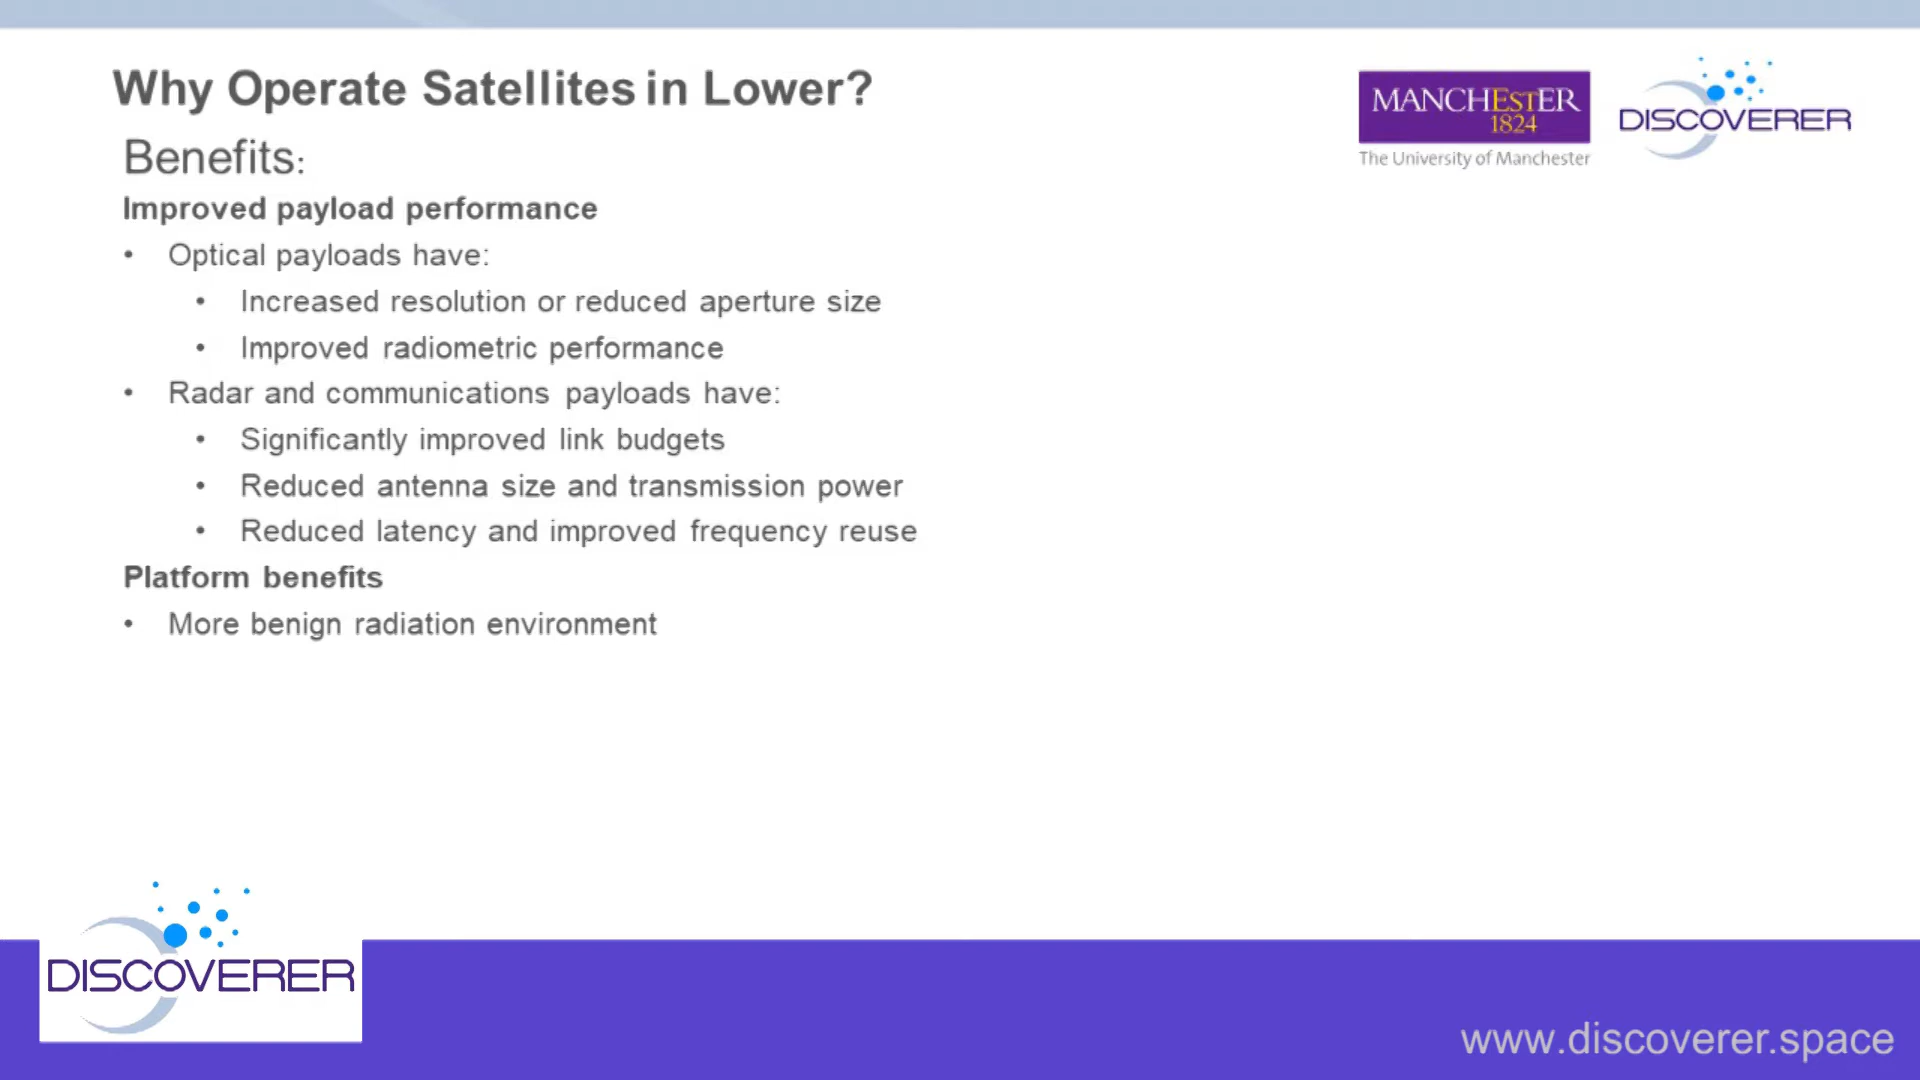 Why Operate Satellites in Lower?
MANCHESTER
1824
The University of Manchester
DISCOVERER
Benefits:
Improved payload performance
• Optical payloads have:
• Increased resolution or reduced aperture size
• Improved radiometric performance
• Radar and communications payloads have:
• Significantly improved link budgets
• Reduced antenna size and transmission power
• Reduced latency and improved frequency reuse
Platform benefits
• More benign radiation environment
DISCOVERER
www.discoverer.space